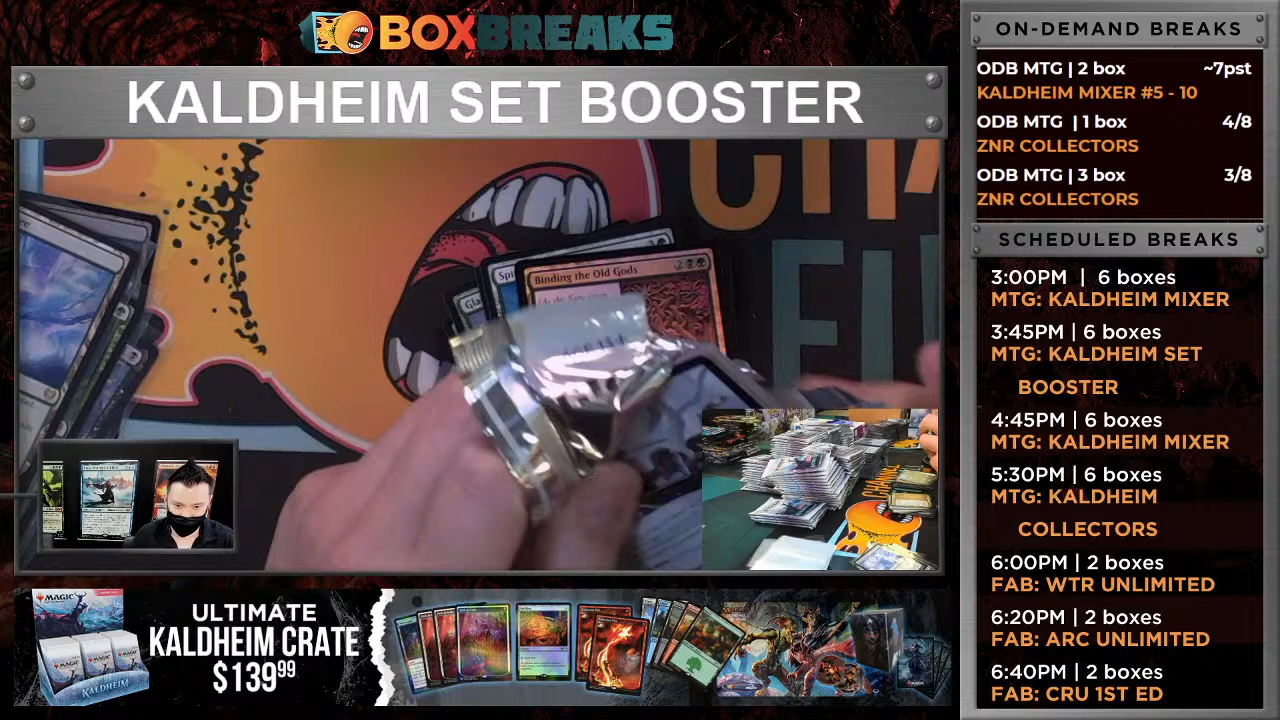 BOXBREAKS
KALDHEIM SET BOOSTER
Binding the Old Gods
ULTIMATE
KALDHEIM CRATE
$139⁹⁹
MAGIC
KALDHEIM
ON-DEMAND BREAKS
ODB MTG | 2 box ~7pst
KALDHEIM MIXER #5 - 10
ODB MTG | 1 box 4/8
ZNR COLLECTORS
ODB MTG | 3 box 3/8
ZNR COLLECTORS
SCHEDULED BREAKS
3:00PM | 6 boxes
MTG: KALDHEIM MIXER
3:45PM | 6 boxes
MTG: KALDHEIM SET
BOOSTER
4:45PM | 6 boxes
MTG: KALDHEIM MIXER
5:30PM | 6 boxes
MTG: KALDHEIM
COLLECTORS
6:00PM | 2 boxes
FAB: WTR UNLIMITED
6:20PM | 2 boxes
FAB: ARC UNLIMITED
6:40PM | 2 boxes
FAB: CRU 1ST ED